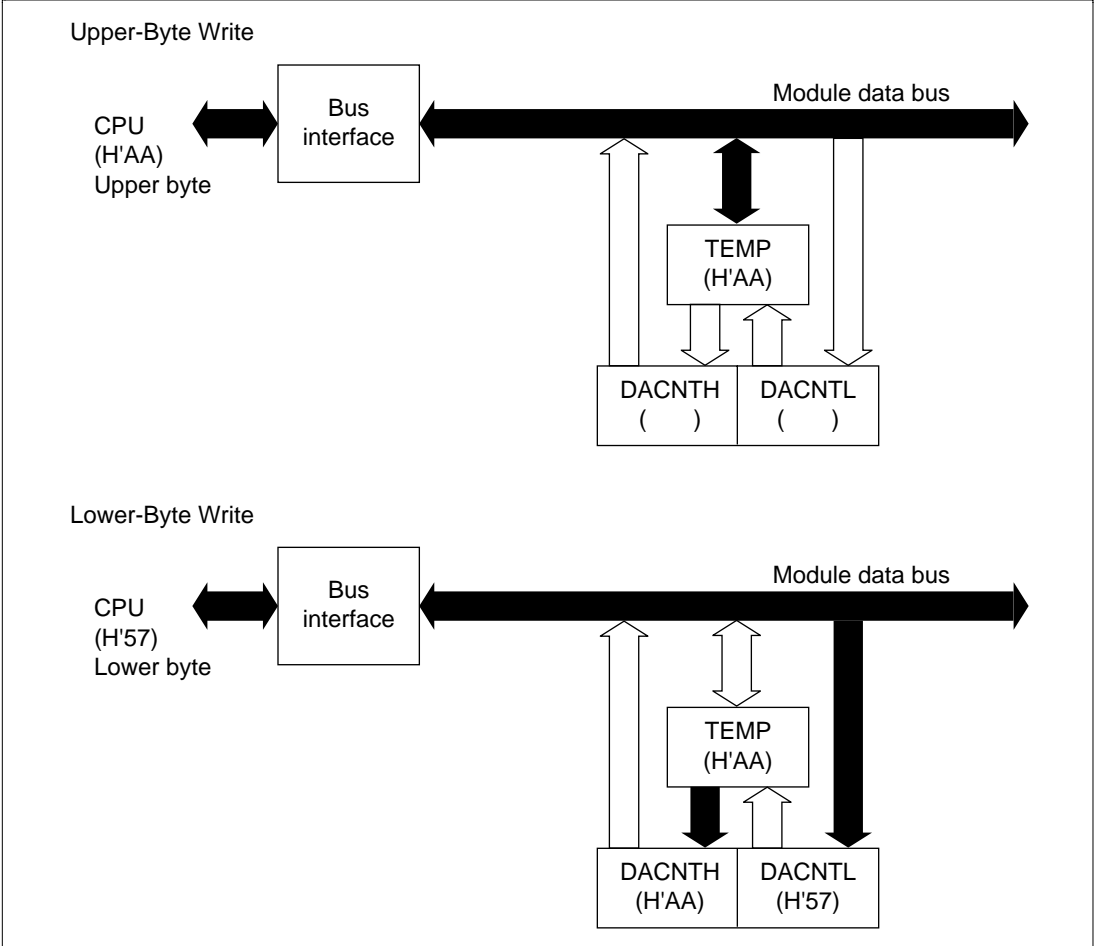 Upper-Byte Write
CPU
(H'AA)
Upper byte
Bus
interface
Module data bus
TEMP
(H'AA)
DACNTH
( )
DACNTL
( )
Lower-Byte Write
CPU
(H'57)
Lower byte
Bus
interface
Module data bus
TEMP
(H'AA)
DACNTH
(H'AA)
DACNTL
(H'57)